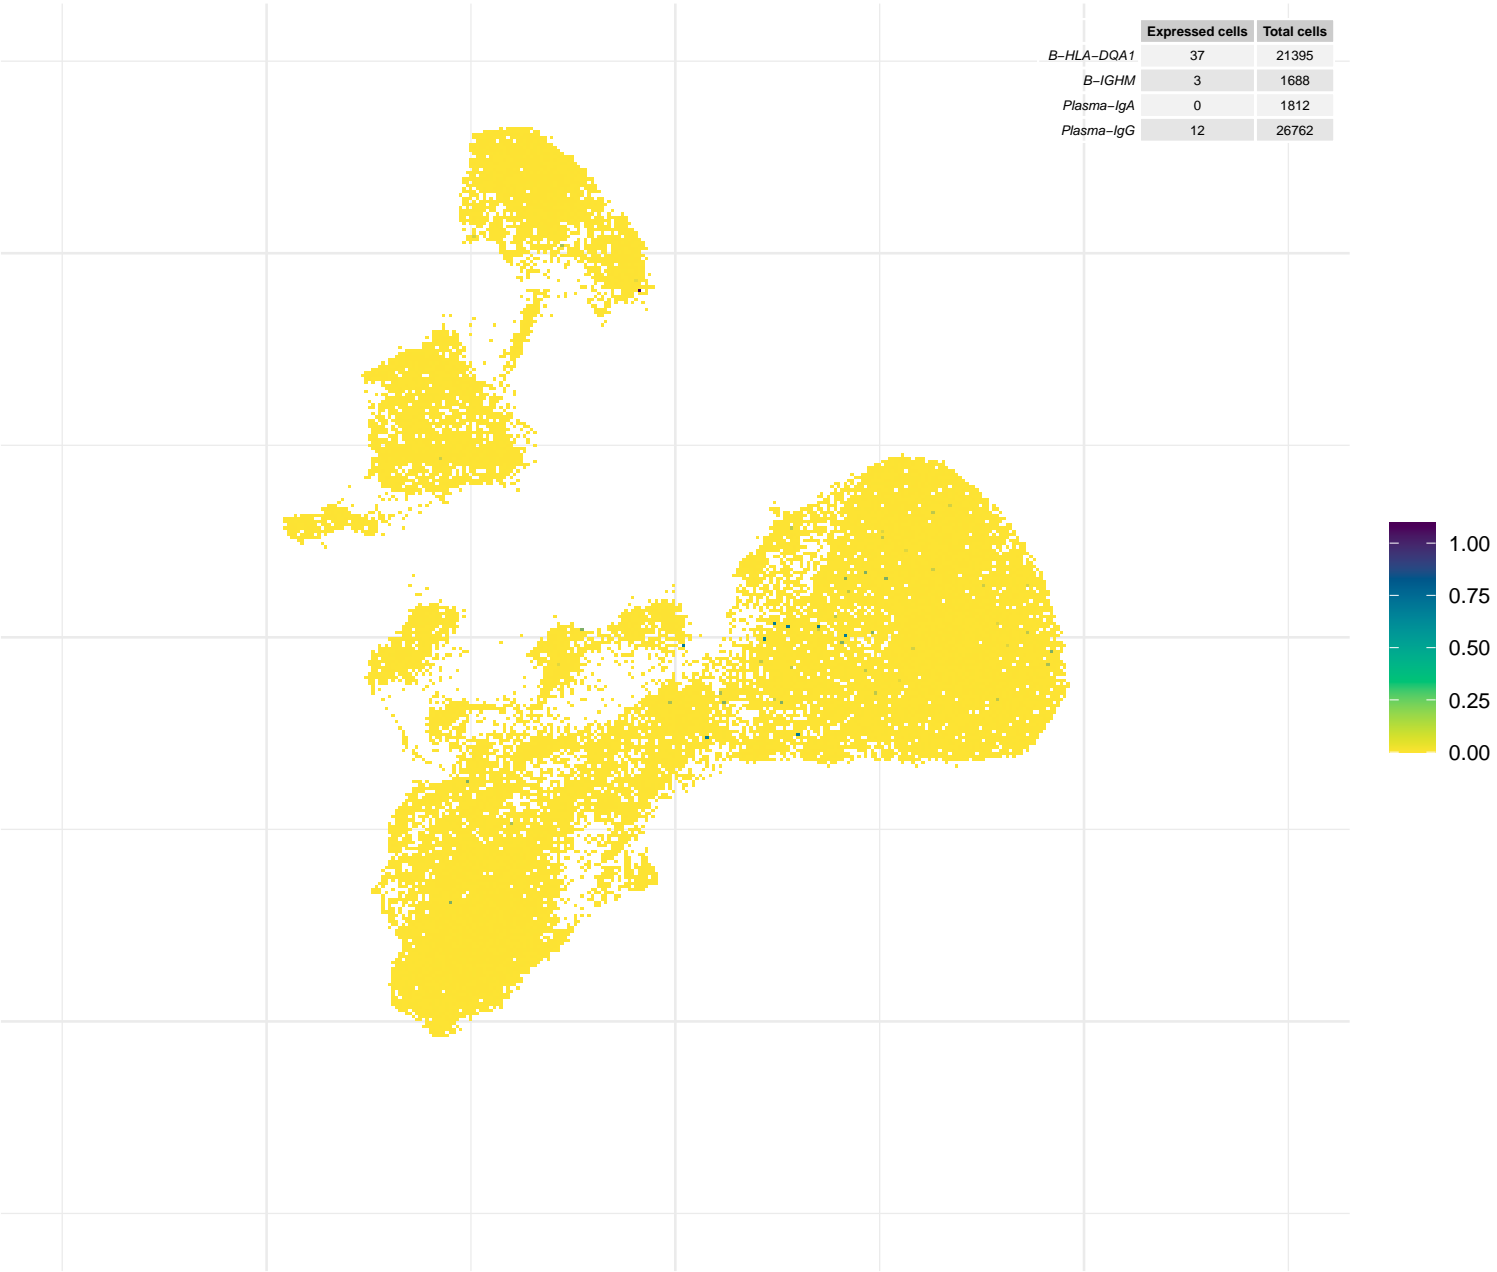 Expressed cells Total cells
B−HLA−DQA1 37 21395
B−IGHM 3 1688
Plasma−IgA 0 1812
Plasma−IgG 12 26762
1.00
0.75
0.50
0.25
0.00